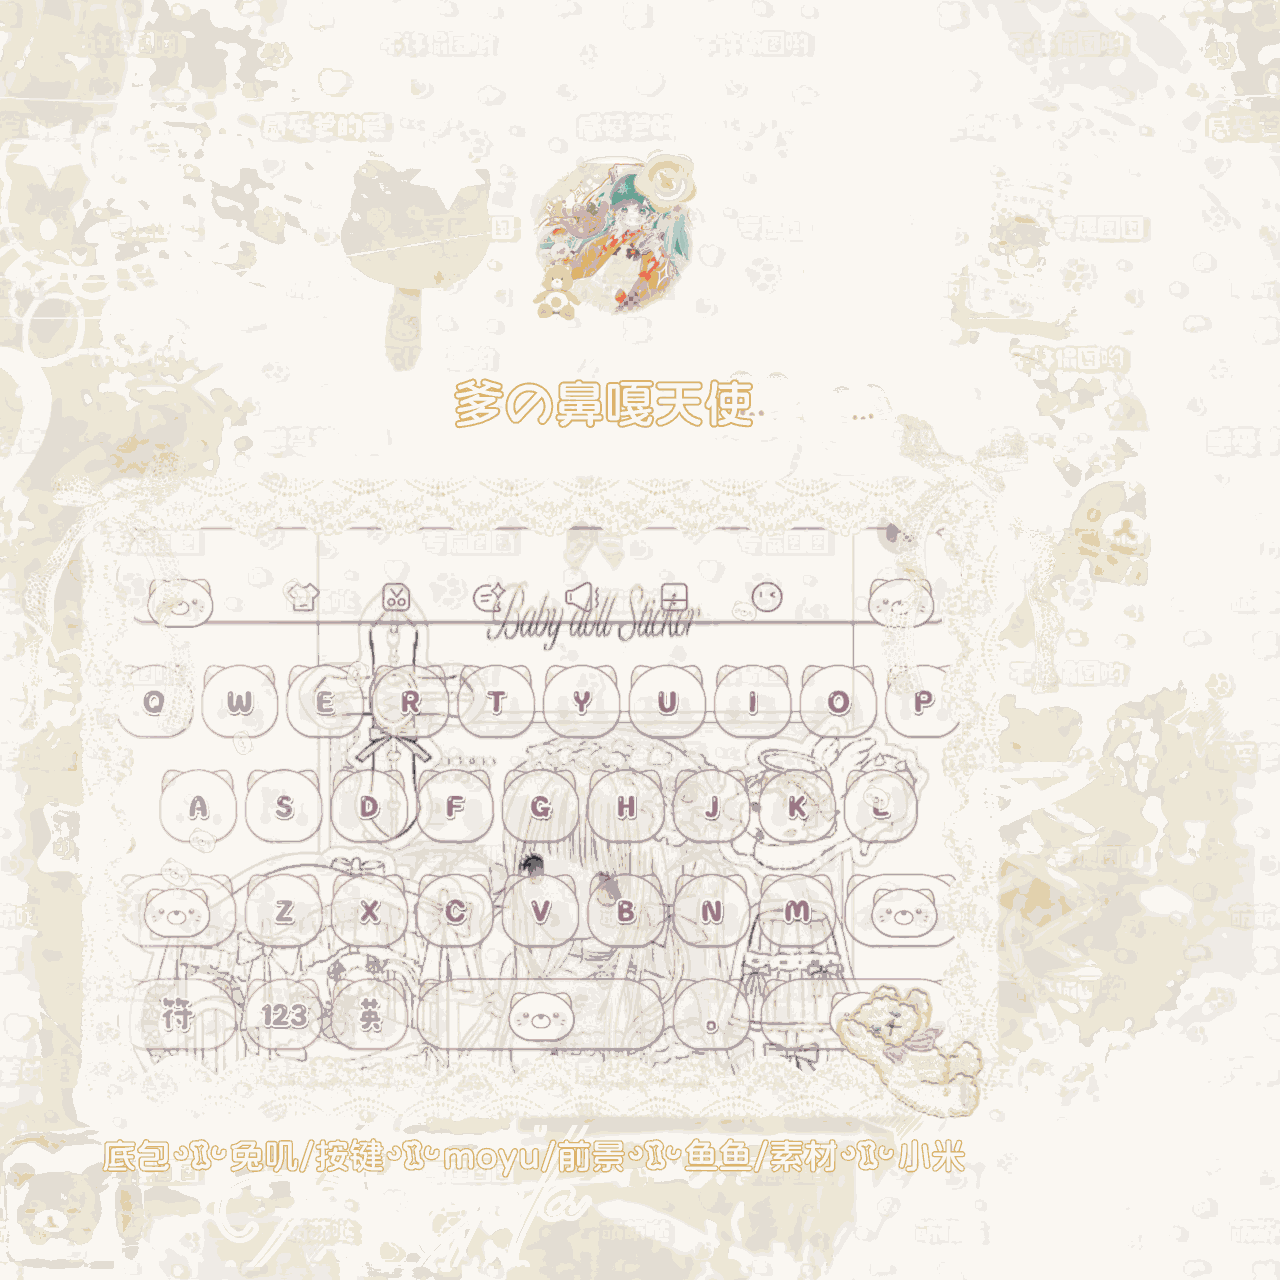 爹の鼻嘎天使
Baby doll Sticker
Q W E R T Y U I O P
A S D F G H J K L
Z X C V B N M
符 123 英 。
底包 兔叽/按键 moyu/前景 鱼鱼/素材 小米